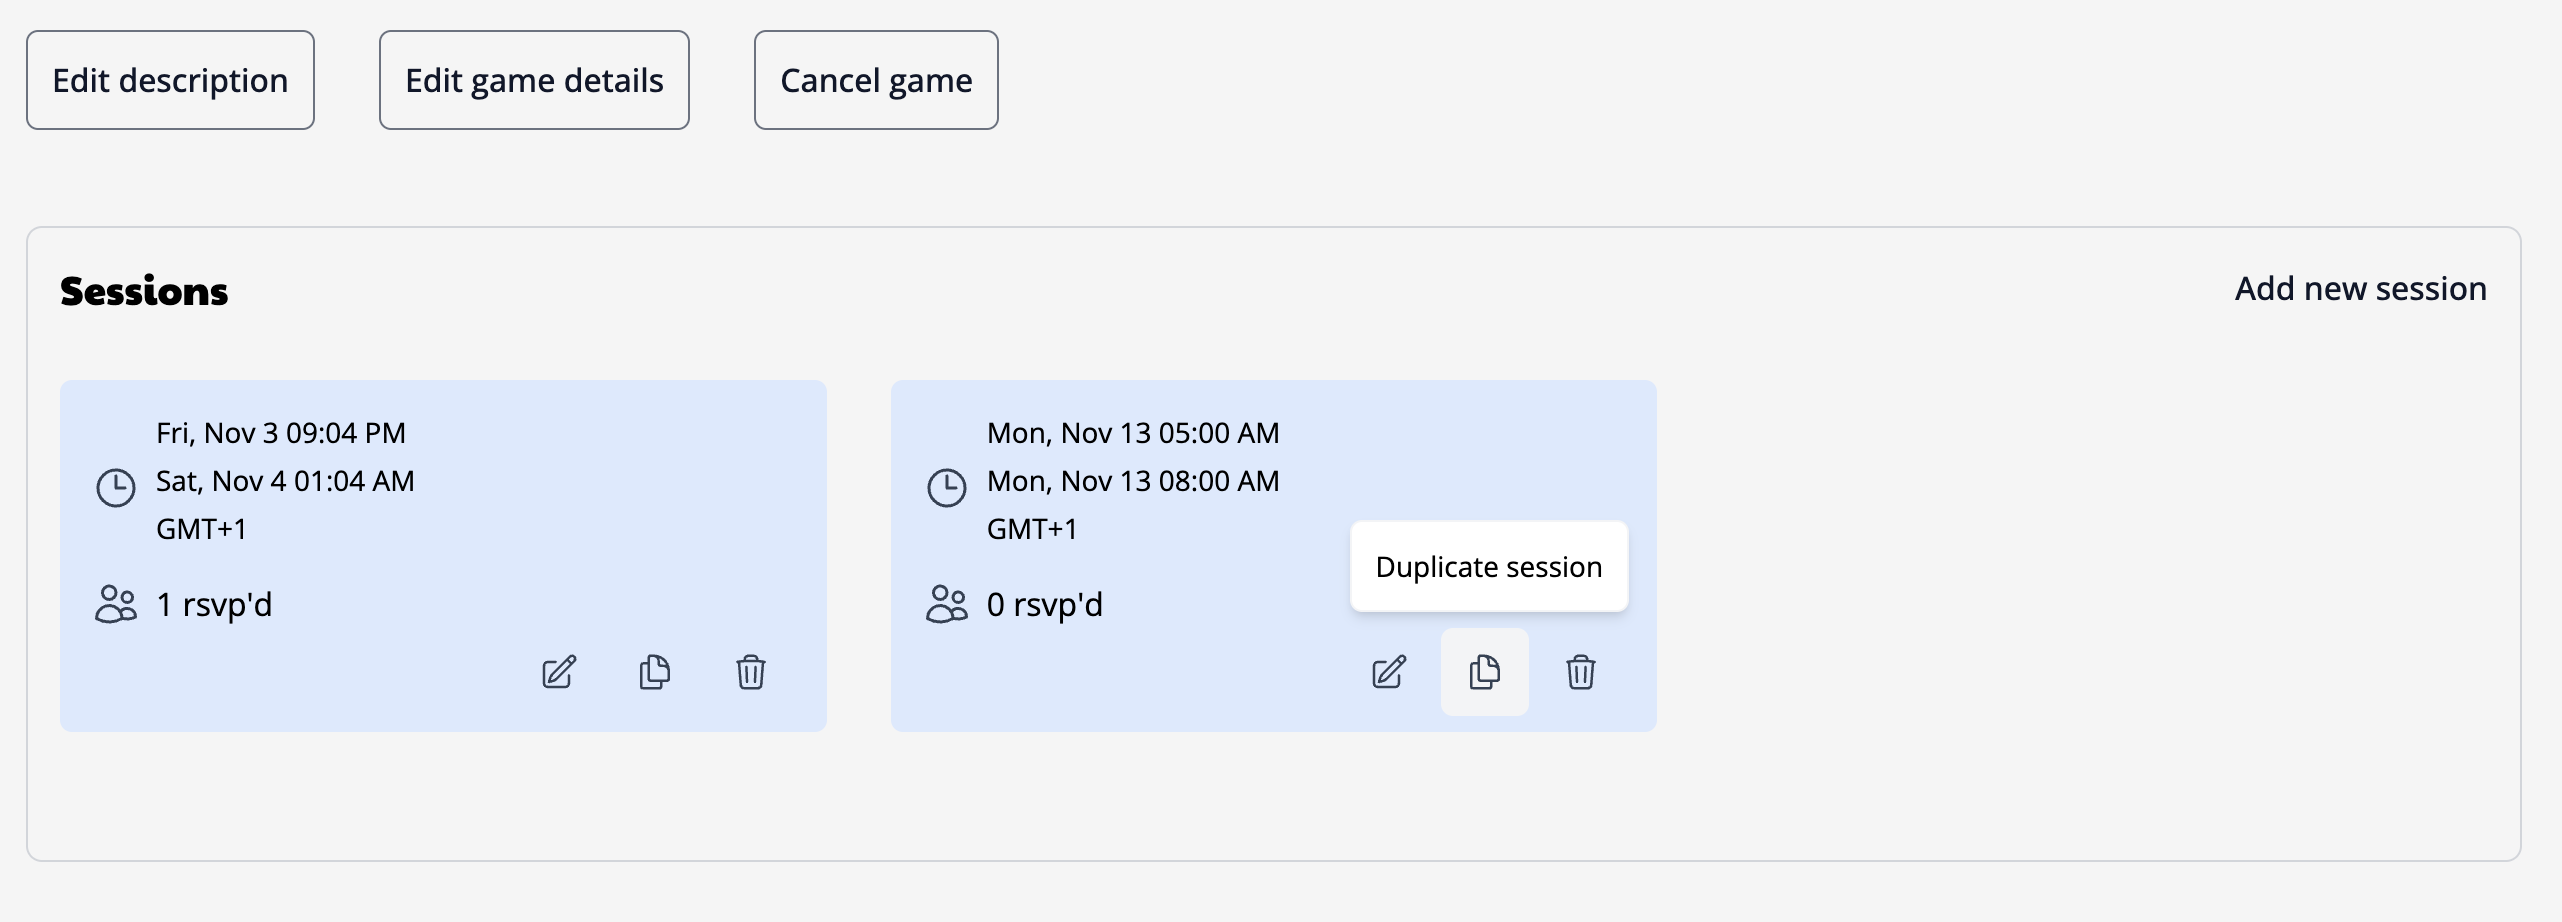 Edit description
Edit game details
Cancel game
Sessions
Add new session
Fri, Nov 3 09:04 PM
Sat, Nov 4 01:04 AM
GMT+1
1 rsvp'd
Mon, Nov 13 05:00 AM
Mon, Nov 13 08:00 AM
GMT+1
0 rsvp'd
Duplicate session